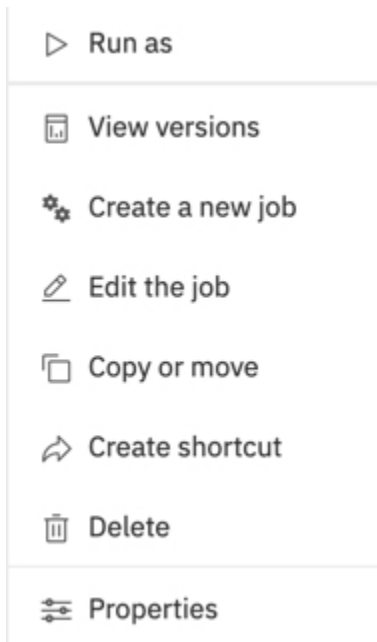 Run as
View versions
Create a new job
Edit the job
Copy or move
Create shortcut
Delete
Properties